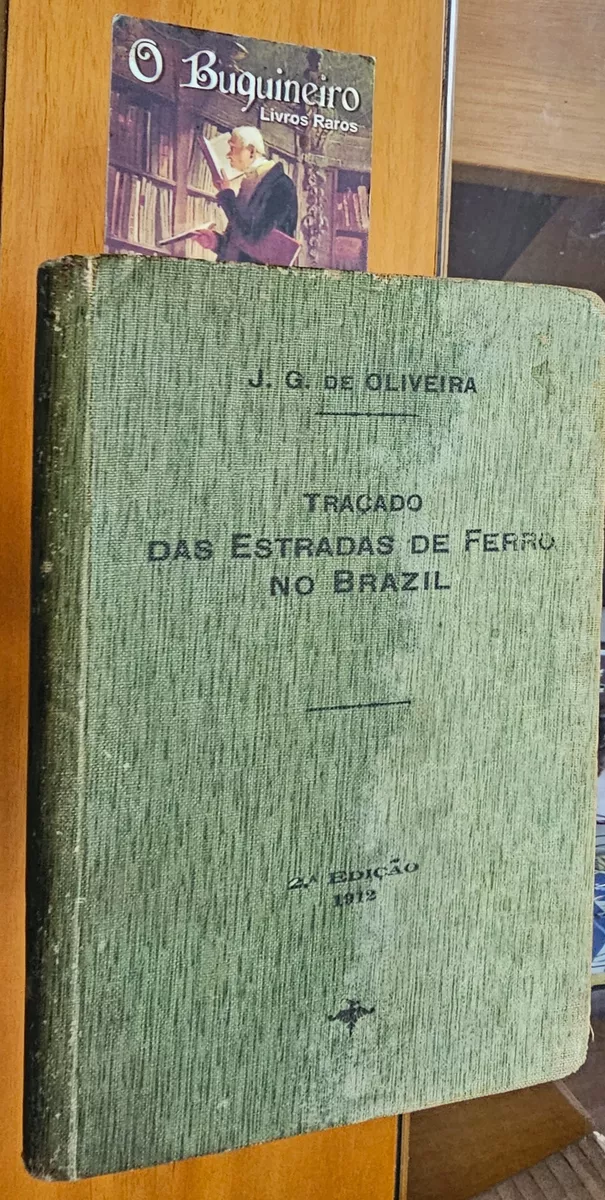 O Buquineiro
Livros Raros
J. G. DE OLIVEIRA
TRAÇADO
DAS ESTRADAS DE FERRO
NO BRAZIL
2.ª EDIÇÃO
1912